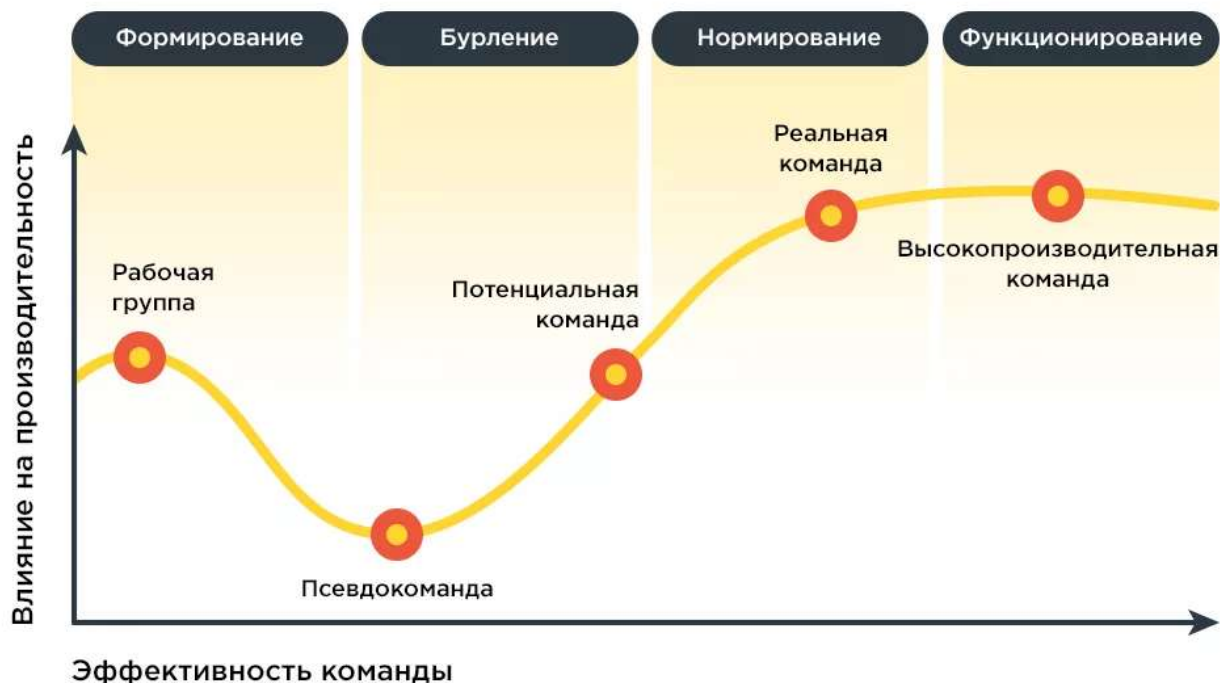 Формирование
Бурление
Нормирование
Функционирование
Влияние на производительность
Реальная
команда
Высокопроизводительная
команда
Рабочая
группа
Потенциальная
команда
Псевдокоманда
Эффективность команды